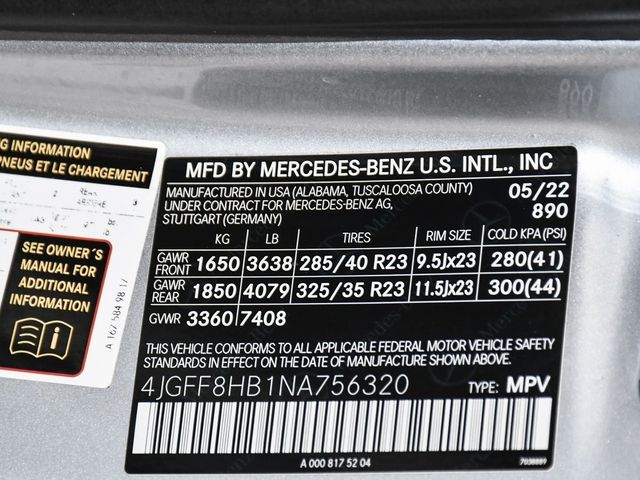 G INFORMATION
PNEUS ET LE CHARGEMENT
SEE OWNER'S
MANUAL FOR
ADDITIONAL
INFORMATION
MFD BY MERCEDES-BENZ U.S. INTL., INC
MANUFACTURED IN USA (ALABAMA, TUSCALOOSA COUNTY) 05/22
UNDER CONTRACT FOR MERCEDES-BENZ AG, 890
STUTTGART (GERMANY)
KG LB TIRES RIM SIZE COLD KPA(PSI)
GAWR FRONT 1650 3638 285/40 R23 9.5Jx23 280(41)
GAWR REAR 1850 4079 325/35 R23 11.5Jx23 300(44)
GVWR 3360 7408
THIS VEHICLE CONFORMS TO ALL APPLICABLE FEDERAL MOTOR VEHICLE SAFETY
STANDARDS IN EFFECT ON THE DATE OF MANUFACTURE SHOWN ABOVE.
4JGFF8HB1NA756320 TYPE: MPV
A 000 817 52 04 7038889